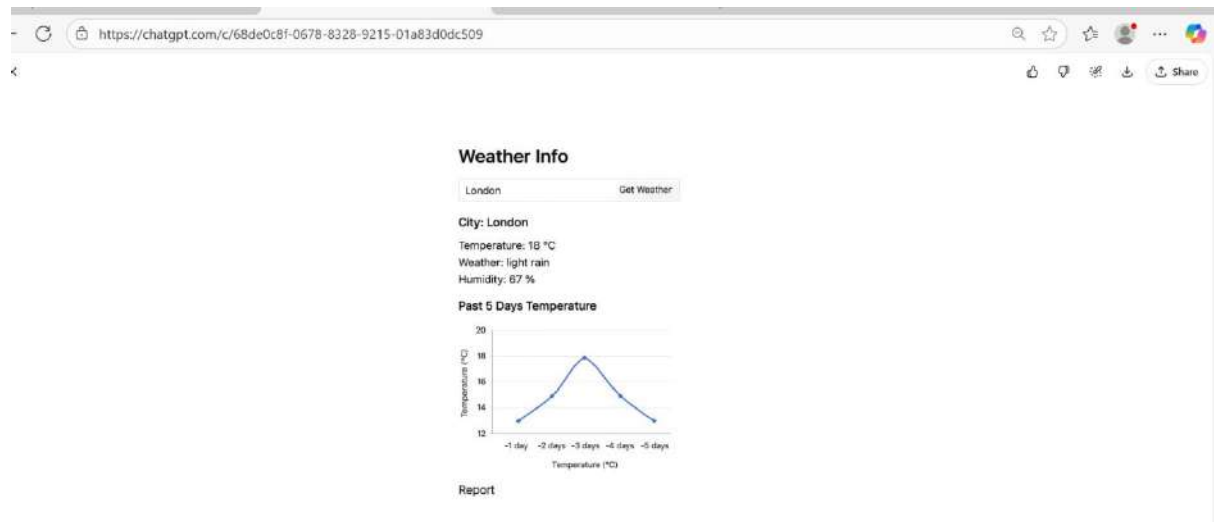 https://chatgpt.com/c/68de0c8f-0678-8328-9215-01a83d0dc509
Share
Weather Info
London Get Weather
City: London
Temperature: 18 °C
Weather: light rain
Humidity: 67 %
Past 5 Days Temperature
20
18
16
14
12
Temperature (°C)
-1 day -2 days -3 days -4 days -5 days
Temperature (°C)
Report